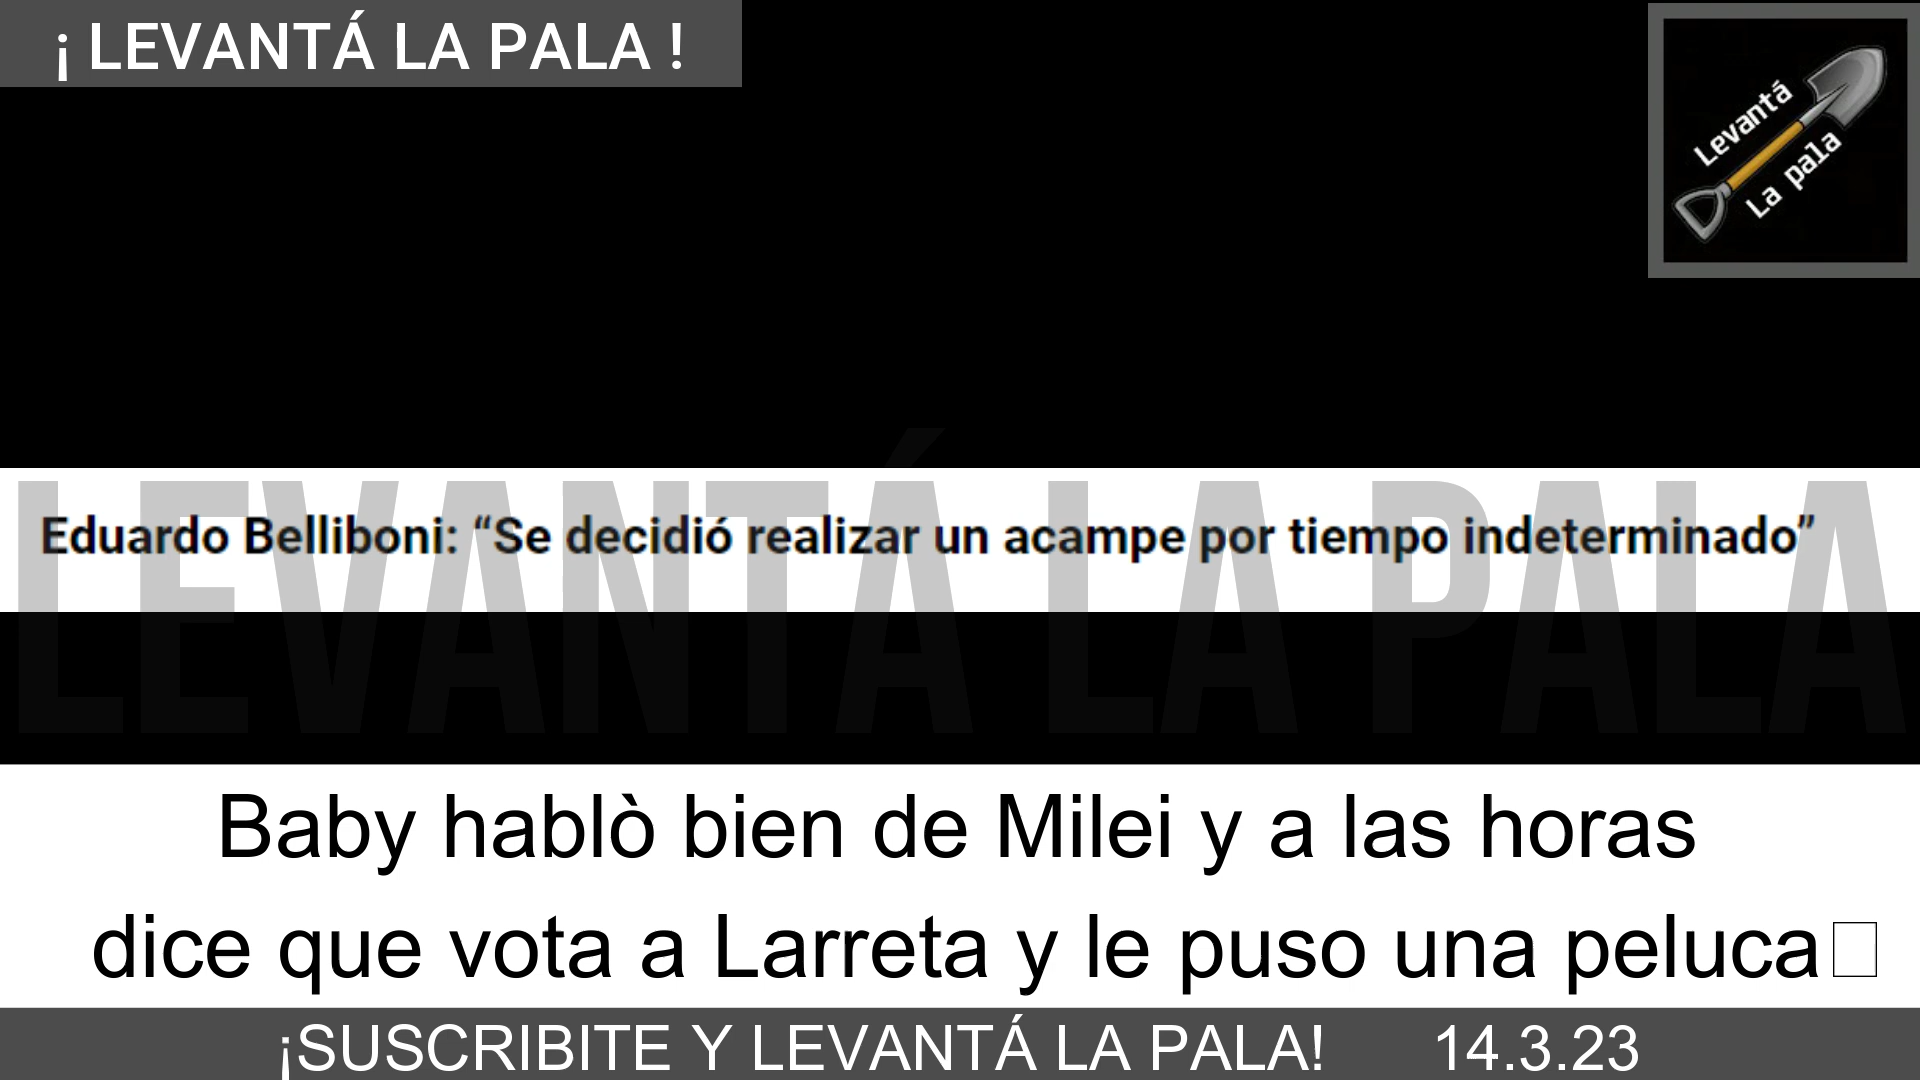 ¡ LEVANTÁ LA PALA !
Levantá
La pala
LEVANTÁ LA PALA
Eduardo Belliboni: “Se decidió realizar un acampe por tiempo indeterminado”
Baby hablò bien de Milei y a las horas
dice que vota a Larreta y le puso una peluca
¡SUSCRIBITE Y LEVANTÁ LA PALA! 14.3.23